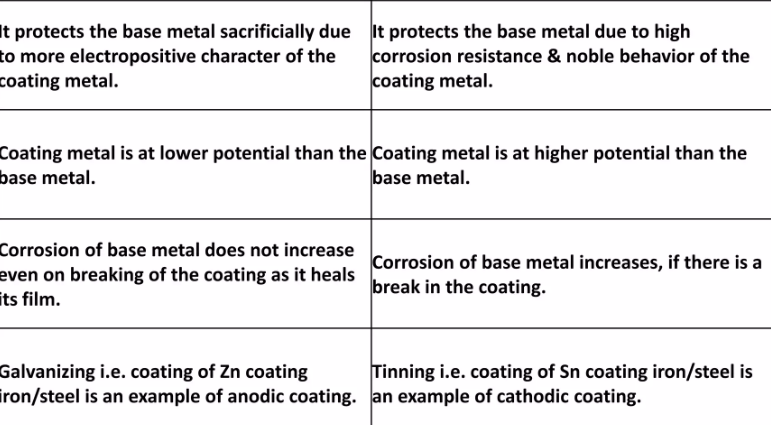 It protects the base metal sacrificially due
to more electropositive character of the
coating metal.
It protects the base metal due to high
corrosion resistance & noble behavior of the
coating metal.
Coating metal is at lower potential than the
base metal.
Coating metal is at higher potential than the
base metal.
Corrosion of base metal does not increase
even on breaking of the coating as it heals
its film.
Corrosion of base metal increases, if there is a
break in the coating.
Galvanizing i.e. coating of Zn coating
iron/steel is an example of anodic coating.
Tinning i.e. coating of Sn coating iron/steel is
an example of cathodic coating.